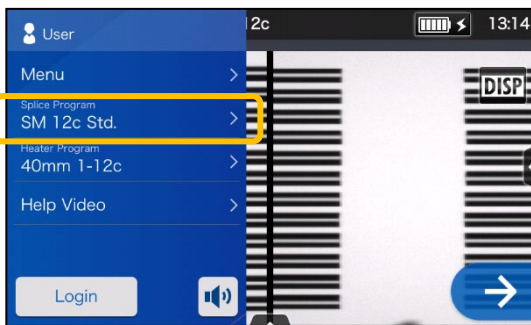 User
12c
13:14
Menu
DISP
Splice Program
SM 12c Std.
Heater Program
40mm 1-12c
Help Video
Login